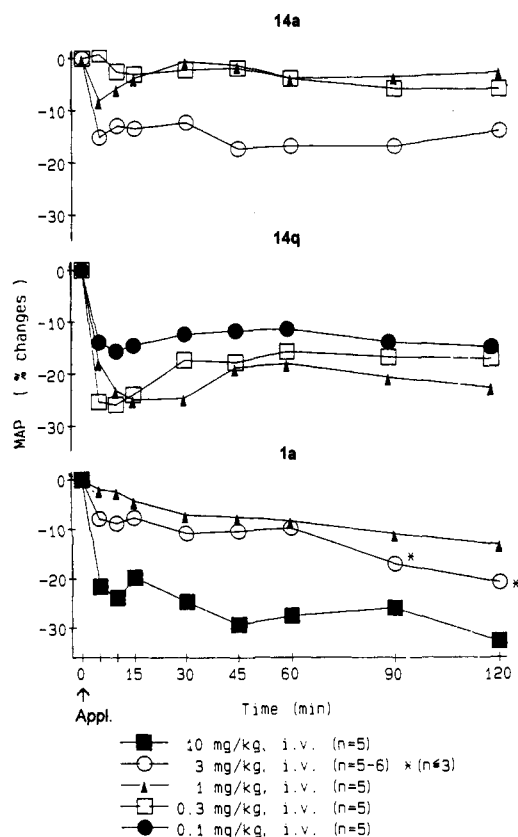 14a
0
-10
-20
-30
14q
0
-10
-20
-30
MAP ( % changes)
1a
0
-10
-20
-30
*
*
0 15 30 45 60 90 120
↑ Time (min)
Appl.
10 mg/kg, i.v. (n=5)
3 mg/kg, i.v. (n=5-6) * (n≤3)
1 mg/kg, i.v. (n=5)
0.3 mg/kg, i.v. (n=5)
0.1 mg/kg, i.v. (n=5)